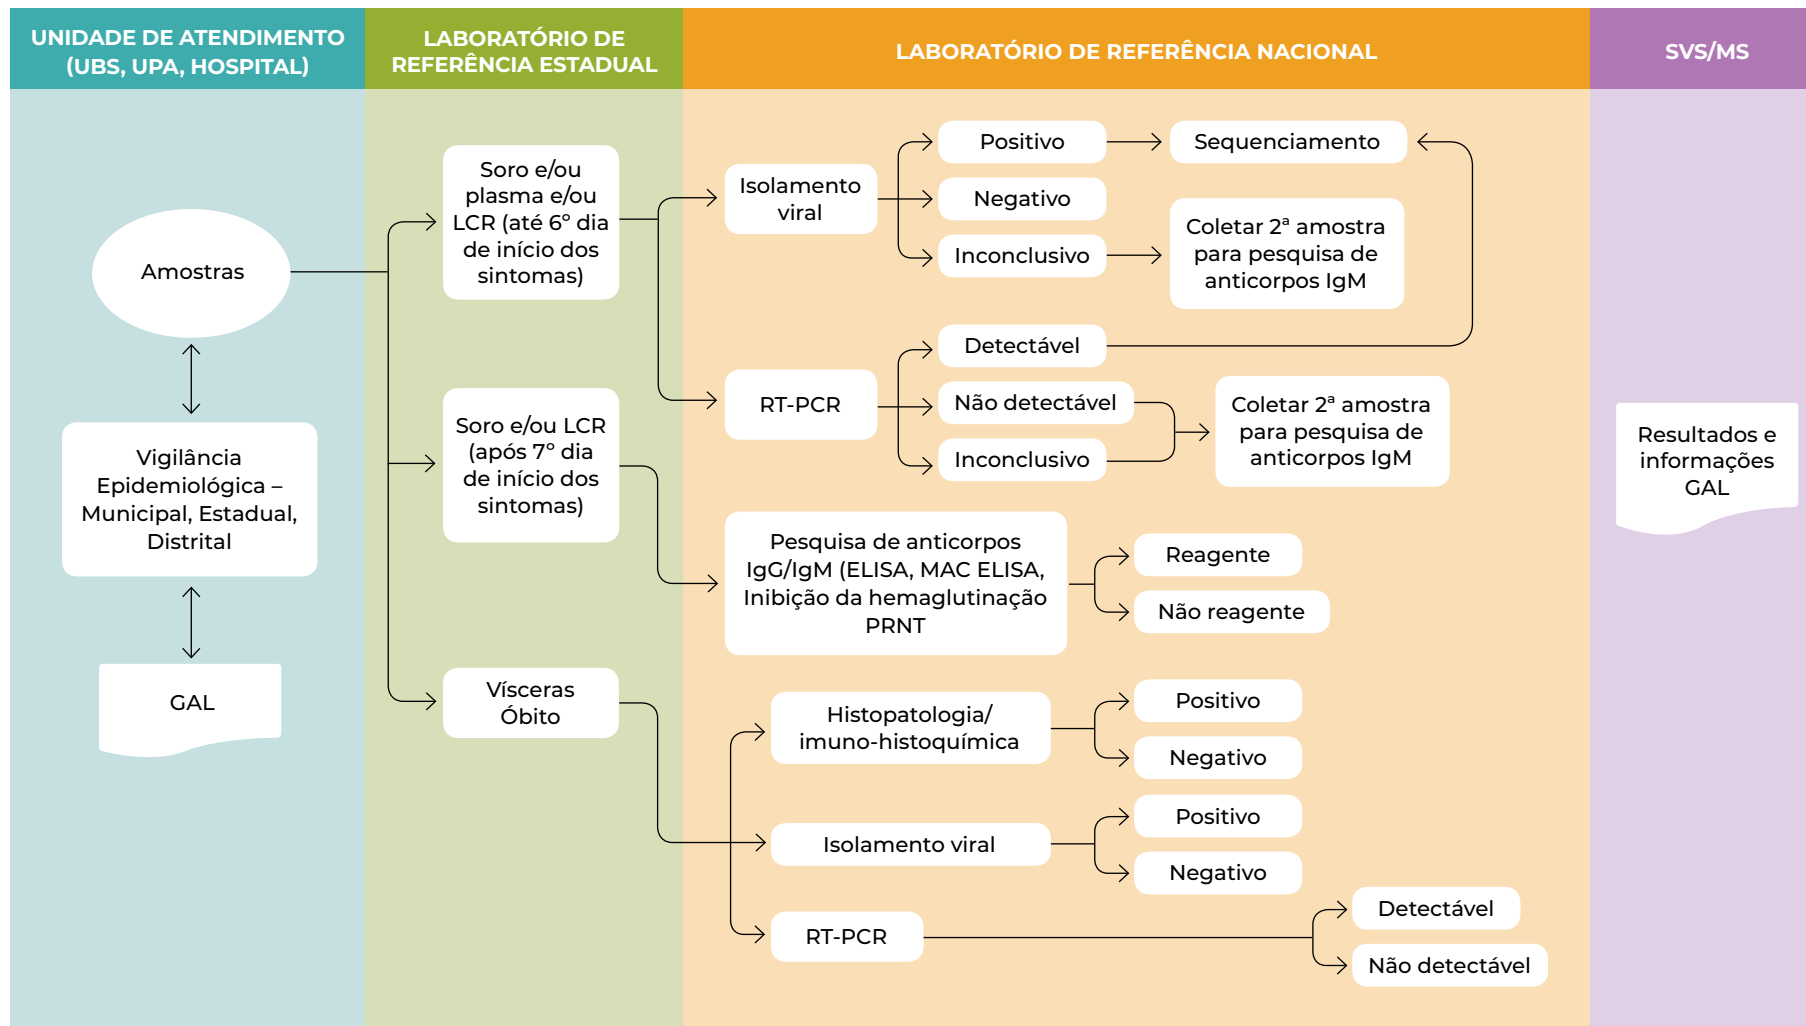 UNIDADE DE ATENDIMENTO
(UBS, UPA, HOSPITAL)
LABORATÓRIO DE
REFERÊNCIA ESTADUAL
LABORATÓRIO DE REFERÊNCIA NACIONAL
SVS/MS
Amostras
Vigilância
Epidemiológica –
Municipal, Estadual,
Distrital
GAL
Soro e/ou
plasma e/ou
LCR (até 6º dia
de início dos
sintomas)
Soro e/ou LCR
(após 7º dia
de início dos
sintomas)
Vísceras
Óbito
Isolamento
viral
Positivo
Sequenciamento
Negativo
Inconclusivo
Coletar 2ª amostra
para pesquisa de
anticorpos IgM
RT-PCR
Detectável
Não detectável
Inconclusivo
Coletar 2ª amostra
para pesquisa de
anticorpos IgM
Pesquisa de anticorpos
IgG/IgM (ELISA, MAC ELISA,
Inibição da hemaglutinação
PRNT
Reagente
Não reagente
Histopatologia/
imuno-histoquímica
Positivo
Negativo
Isolamento viral
Positivo
Negativo
RT-PCR
Detectável
Não detectável
Resultados e
informações
GAL